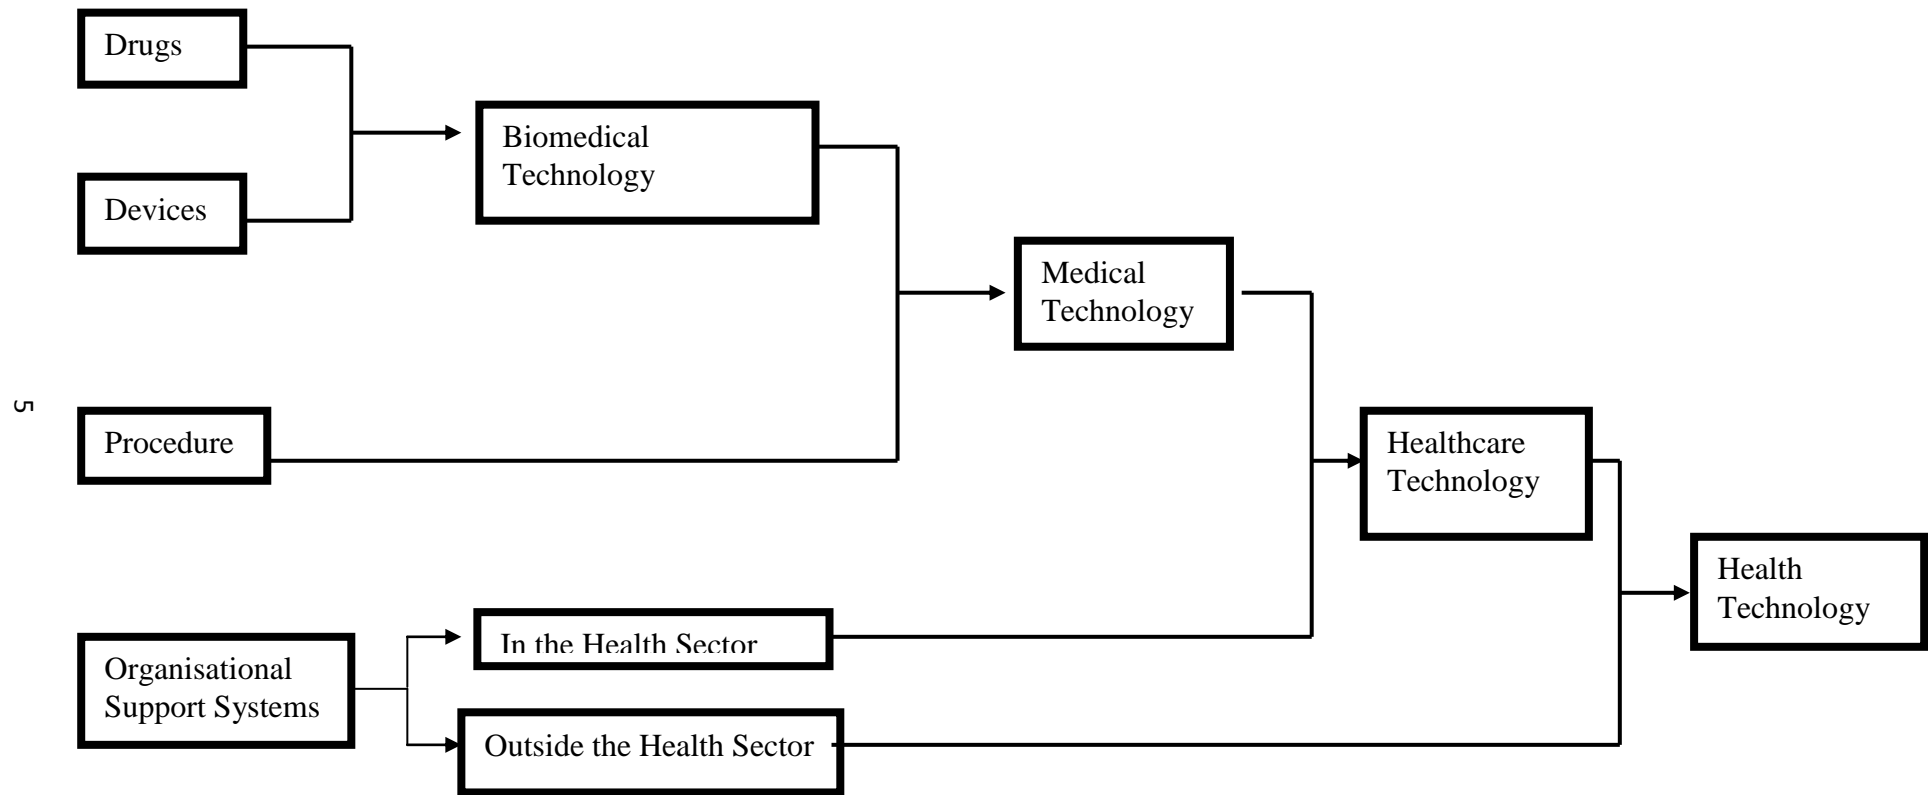 Drugs
Biomedical
Technology
Devices
Medical
Technology
5
Procedure
Healthcare
Technology
Health
Technology
In the Health Sector
Organisational
Support Systems
Outside the Health Sector